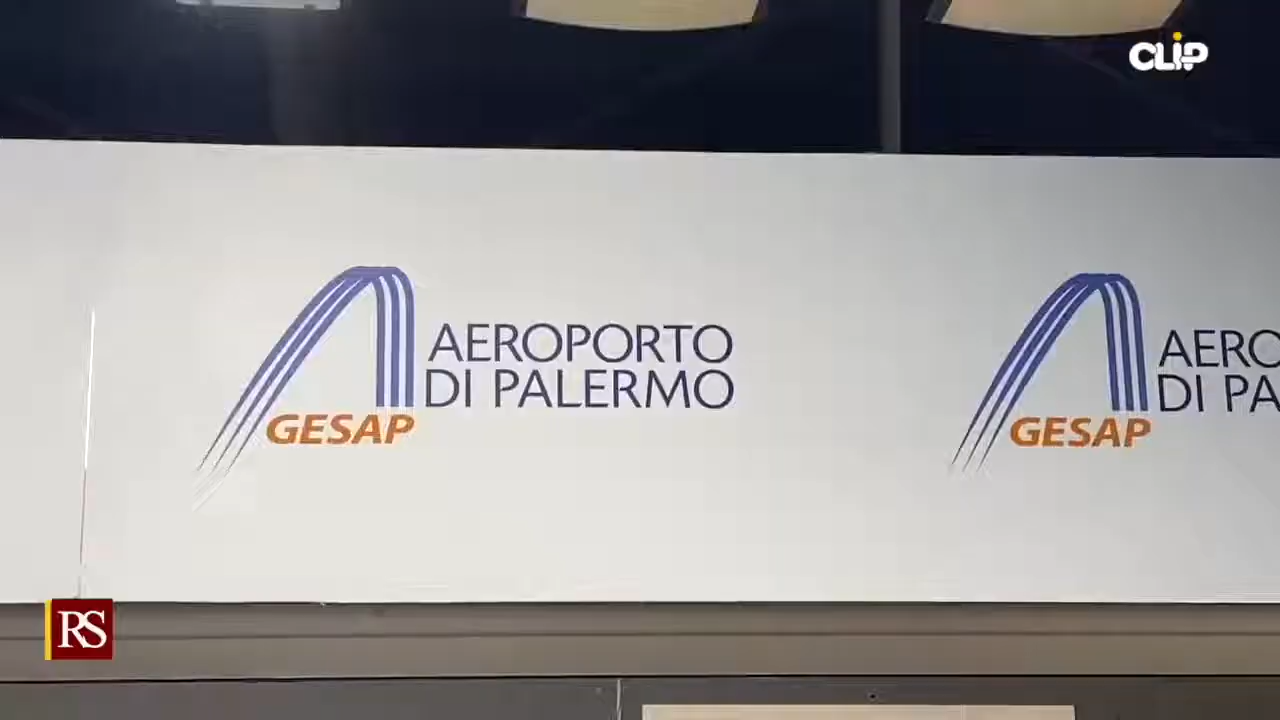 CLIP
AEROPORTO
DI PALERMO
GESAP
AERO
DI PA
GESAP
RS